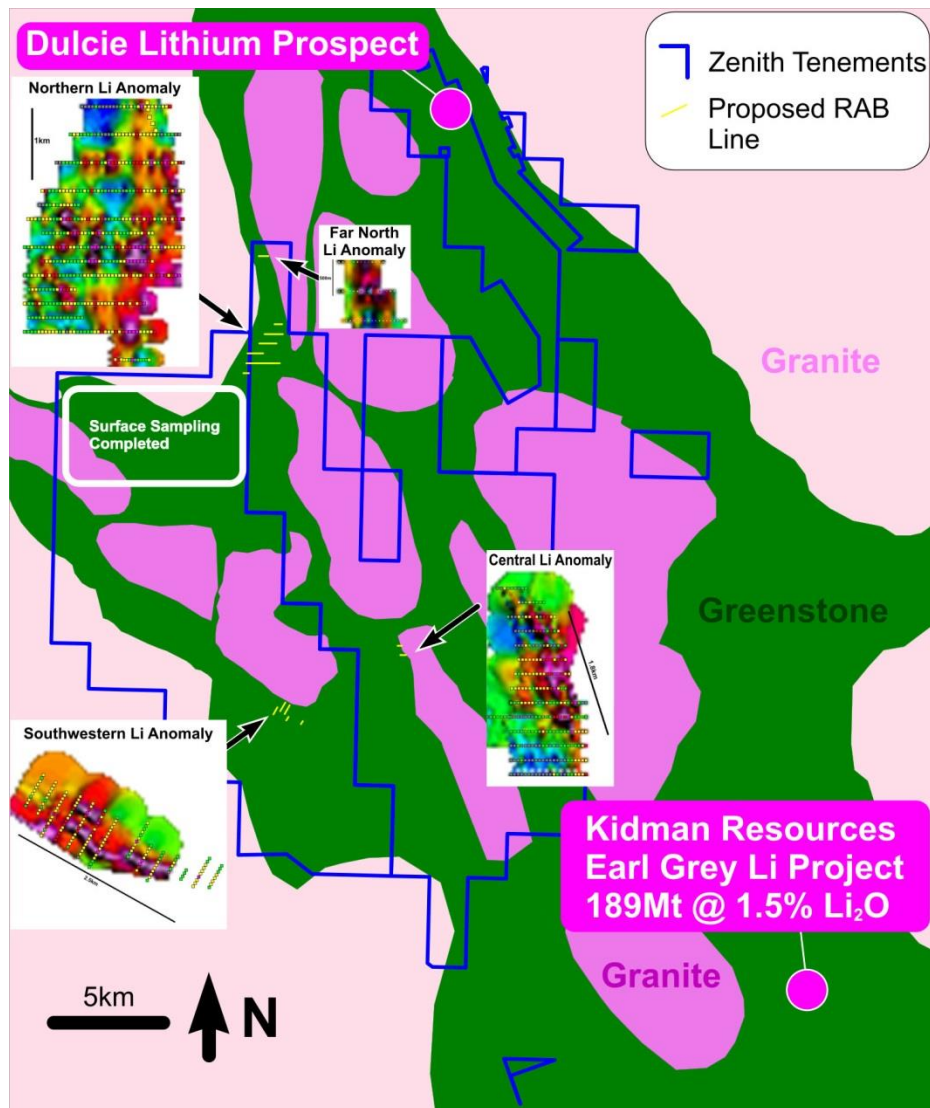 Dulcie Lithium Prospect
Zenith Tenements
Proposed RAB
Line
Northern Li Anomaly
1km
Far North
Li Anomaly
Granite
Surface Sampling
Completed
Central Li Anomaly
1.8km
Greenstone
Southwestern Li Anomaly
Kidman Resources
Earl Grey Li Project
189Mt @ 1.5% Li₂O
Granite
5km
N